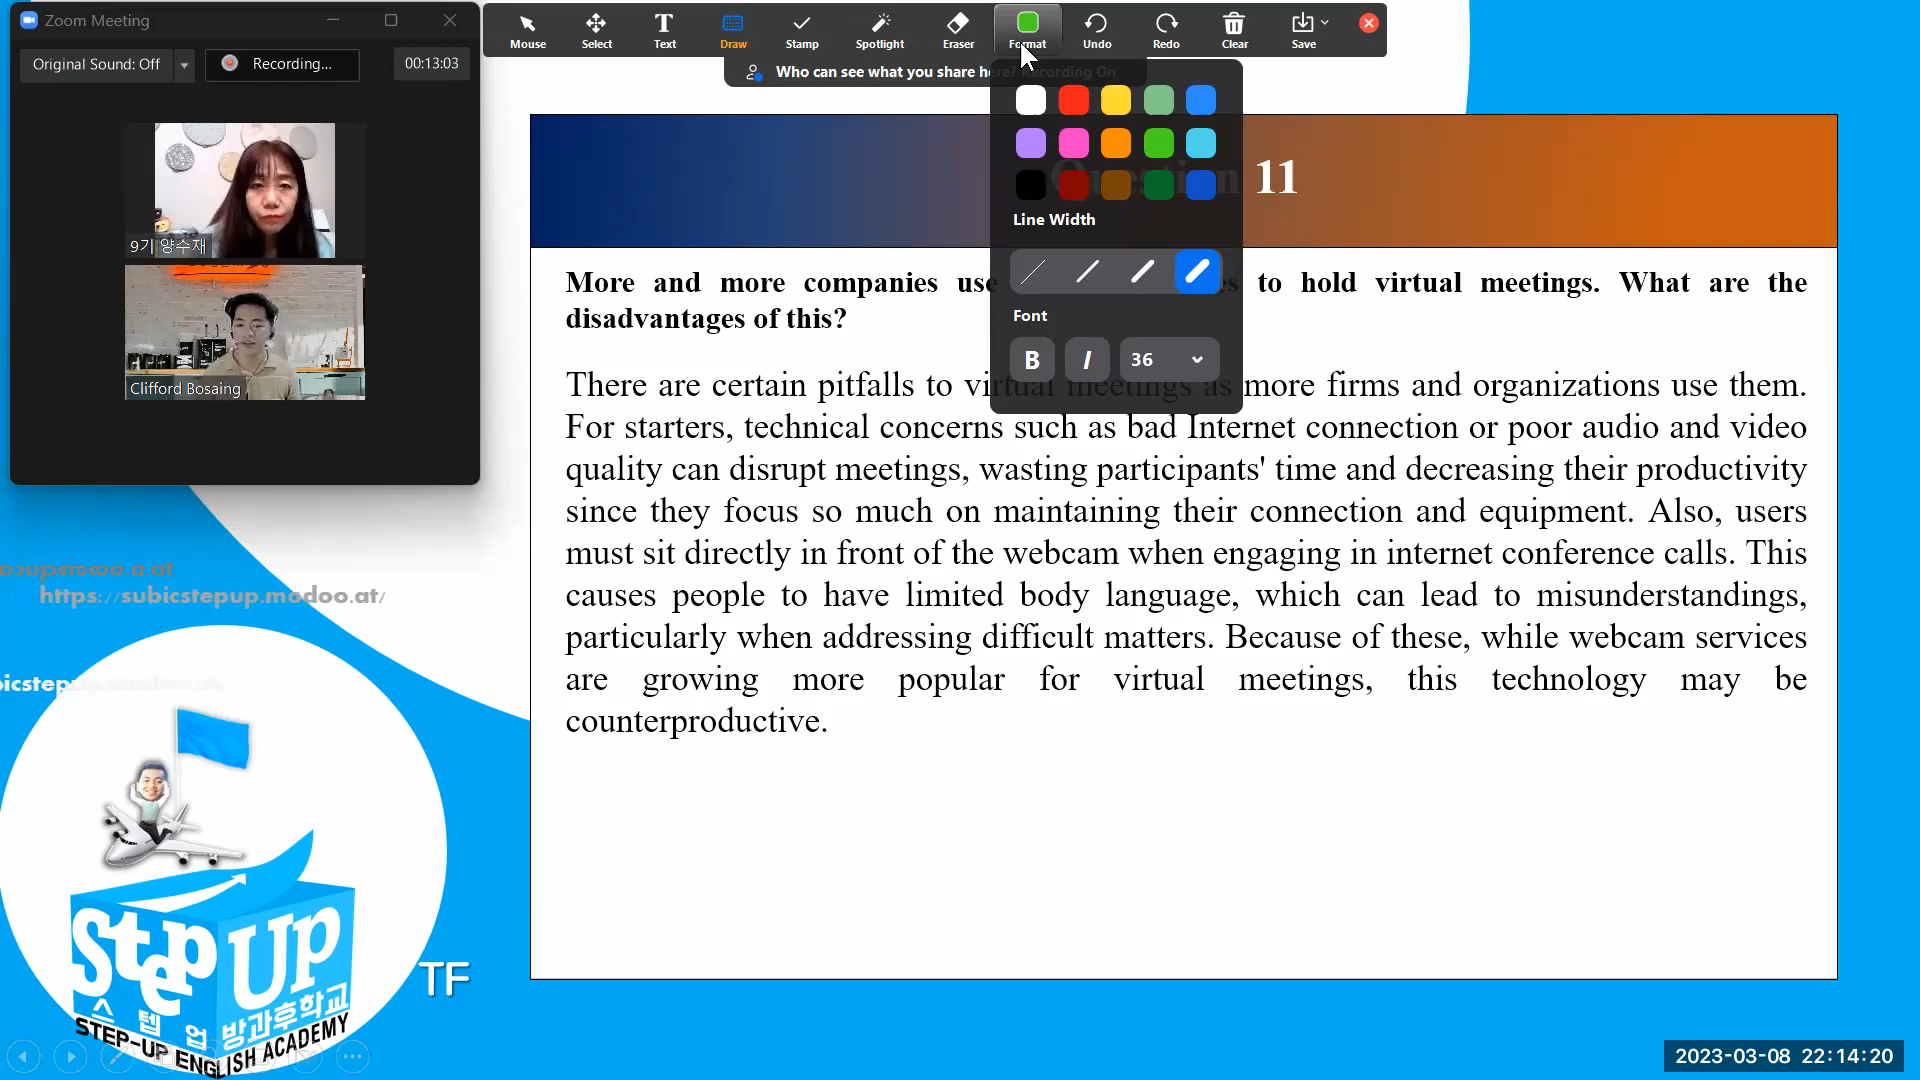 Zoom Meeting
Original Sound: Off
Recording...
00:13:03
9기 양수재
Clifford Bosaing
Mouse
Select
Text
Draw
Stamp
Spotlight
Eraser
Format
Undo
Redo
Clear
Save
Who can see what you share here? Recording On
Line Width
Font
B
I
36
11
More and more companies use to hold virtual meetings. What are the
disadvantages of this?
There are certain pitfalls to virtual meetings as more firms and organizations use them.
For starters, technical concerns such as bad Internet connection or poor audio and video
quality can disrupt meetings, wasting participants' time and decreasing their productivity
since they focus so much on maintaining their connection and equipment. Also, users
must sit directly in front of the webcam when engaging in internet conference calls. This
causes people to have limited body language, which can lead to misunderstandings,
particularly when addressing difficult matters. Because of these, while webcam services
are growing more popular for virtual meetings, this technology may be
counterproductive.
https://subicstepup.modoo.at/
Step Up
스텝업 방과후학교
STEP-UP ENGLISH ACADEMY
TF
2023-03-08 22:14:20